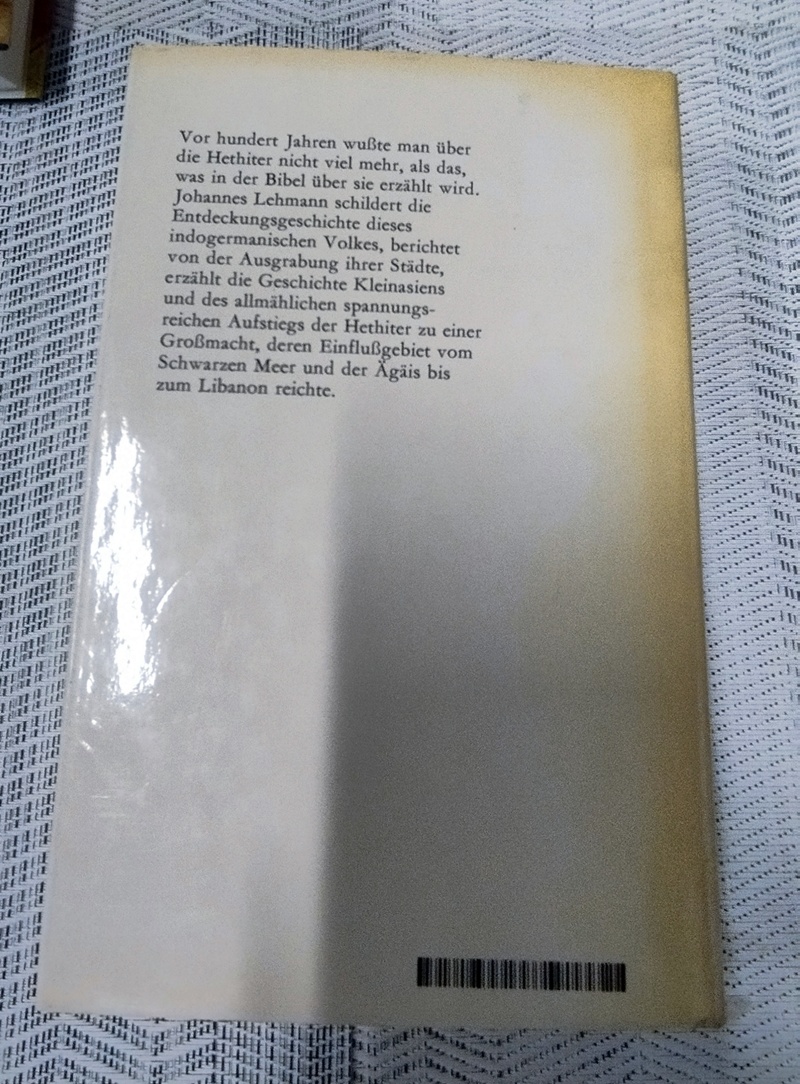 Vor hundert Jahren wußte man über
die Hethiter nicht viel mehr, als das,
was in der Bibel über sie erzählt wird.
Johannes Lehmann schildert die
Entdeckungsgeschichte dieses
indogermanischen Volkes, berichtet
von der Ausgrabung ihrer Städte,
erzählt die Geschichte Kleinasiens
und des allmählichen spannungs-
reichen Aufstiegs der Hethiter zu einer
Großmacht, deren Einflußgebiet vom
Schwarzen Meer und der Ägäis bis
zum Libanon reichte.